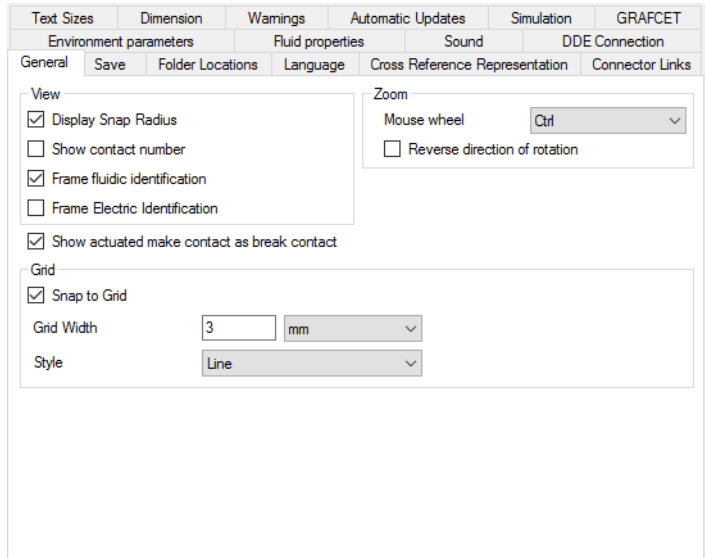 Text Sizes Dimension Warnings Automatic Updates Simulation GRAFCET
Environment parameters Fluid properties Sound DDE Connection
General Save Folder Locations Language Cross Reference Representation Connector Links
View
Display Snap Radius
Show contact number
Frame fluidic identification
Frame Electric Identification
Show actuated make contact as break contact
Zoom
Mouse wheel Ctrl
Reverse direction of rotation
Grid
Snap to Grid
Grid Width 3 mm
Style Line